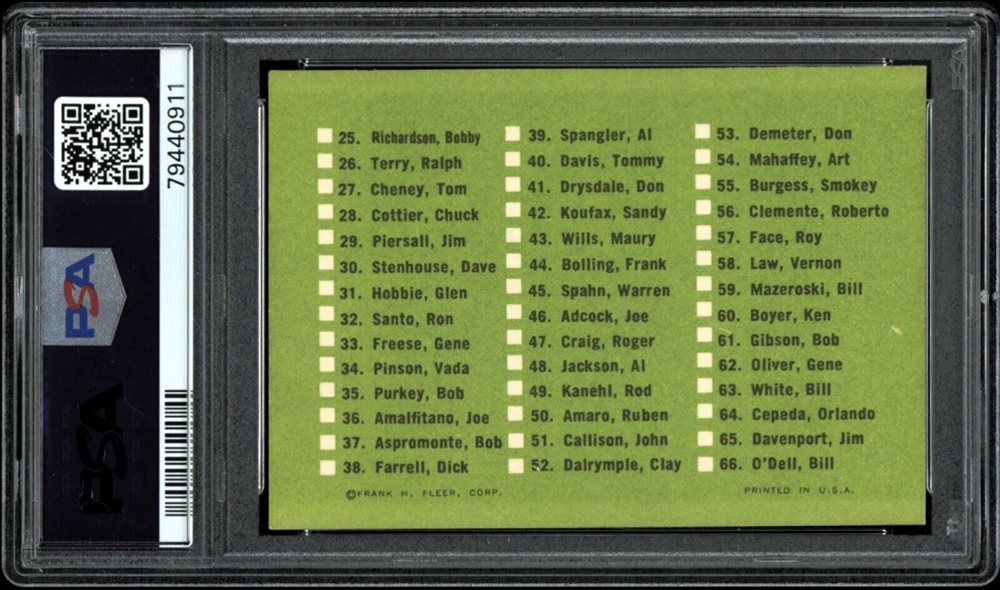 79440911
PSA
PSA
25. Richardson, Bobby
26. Terry, Ralph
27. Cheney, Tom
28. Cottier, Chuck
29. Piersall, Jim
30. Stenhouse, Dave
31. Hobbie, Glen
32. Santo, Ron
33. Freese, Gene
34. Pinson, Vada
35. Purkey, Bob
36. Amalfitano, Joe
37. Aspromonte, Bob
38. Farrell, Dick
39. Spangler, Al
40. Davis, Tommy
41. Drysdale, Don
42. Koufax, Sandy
43. Wills, Maury
44. Bolling, Frank
45. Spahn, Warren
46. Adcock, Joe
47. Craig, Roger
48. Jackson, Al
49. Kanehl, Rod
50. Amaro, Ruben
51. Callison, John
52. Dalrymple, Clay
53. Demeter, Don
54. Mahaffey, Art
55. Burgess, Smokey
56. Clemente, Roberto
57. Face, Roy
58. Law, Vernon
59. Mazeroski, Bill
60. Boyer, Ken
61. Gibson, Bob
62. Oliver, Gene
63. White, Bill
64. Cepeda, Orlando
65. Davenport, Jim
66. O'Dell, Bill
©FRANK H. FLEER, CORP.
PRINTED IN U.S.A.